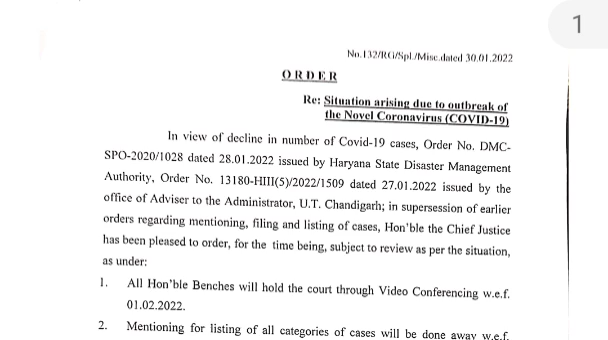 1
No.132/RG/Spl./Misc.dated 30.01.2022
ORDER
Re: Situation arising due to outbreak of
the Novel Coronavirus (COVID-19)
In view of decline in number of Covid-19 cases, Order No. DMC-
SPO-2020/1028 dated 28.01.2022 issued by Haryana State Disaster Management
Authority, Order No. 13180-HIII(5)/2022/1509 dated 27.01.2022 issued by the
office of Adviser to the Administrator, U.T. Chandigarh; in supersession of earlier
orders regarding mentioning, filing and listing of cases, Hon'ble the Chief Justice
has been pleased to order, for the time being, subject to review as per the situation,
as under:
1. All Hon'ble Benches will hold the court through Video Conferencing w.e.f.
01.02.2022.
2. Mentioning for listing of all categories of cases will be done away w.e.f.